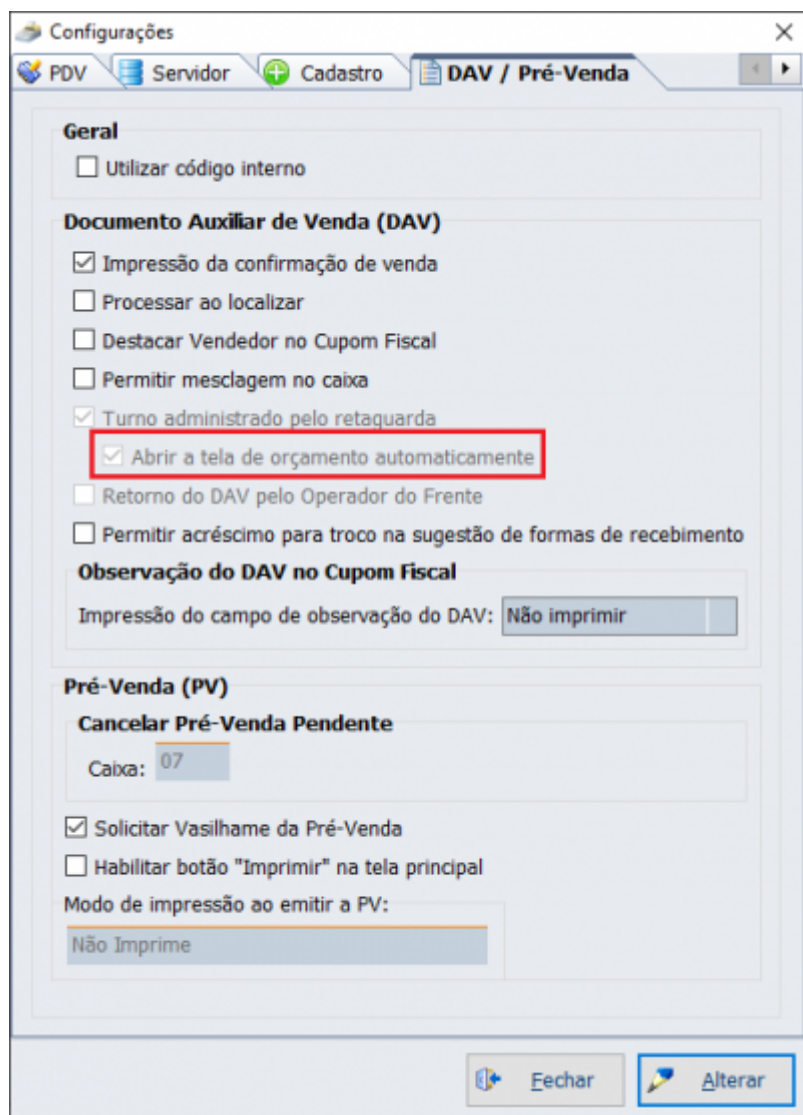 Configurações
PDV Servidor Cadastro DAV / Pré-Venda
Geral
Utilizar código interno
Documento Auxiliar de Venda (DAV)
Impressão da confirmação de venda
Processar ao localizar
Destacar Vendedor no Cupom Fiscal
Permitir mesclagem no caixa
Turno administrado pelo retaguarda
Abrir a tela de orçamento automaticamente
Retorno do DAV pelo Operador do Frente
Permitir acréscimo para troco na sugestão de formas de recebimento
Observação do DAV no Cupom Fiscal
Impressão do campo de observação do DAV: Não imprimir
Pré-Venda (PV)
Cancelar Pré-Venda Pendente
Caixa: 07
Solicitar Vasilhame da Pré-Venda
Habilitar botão "Imprimir" na tela principal
Modo de impressão ao emitir a PV:
Não Imprime
Fechar Alterar